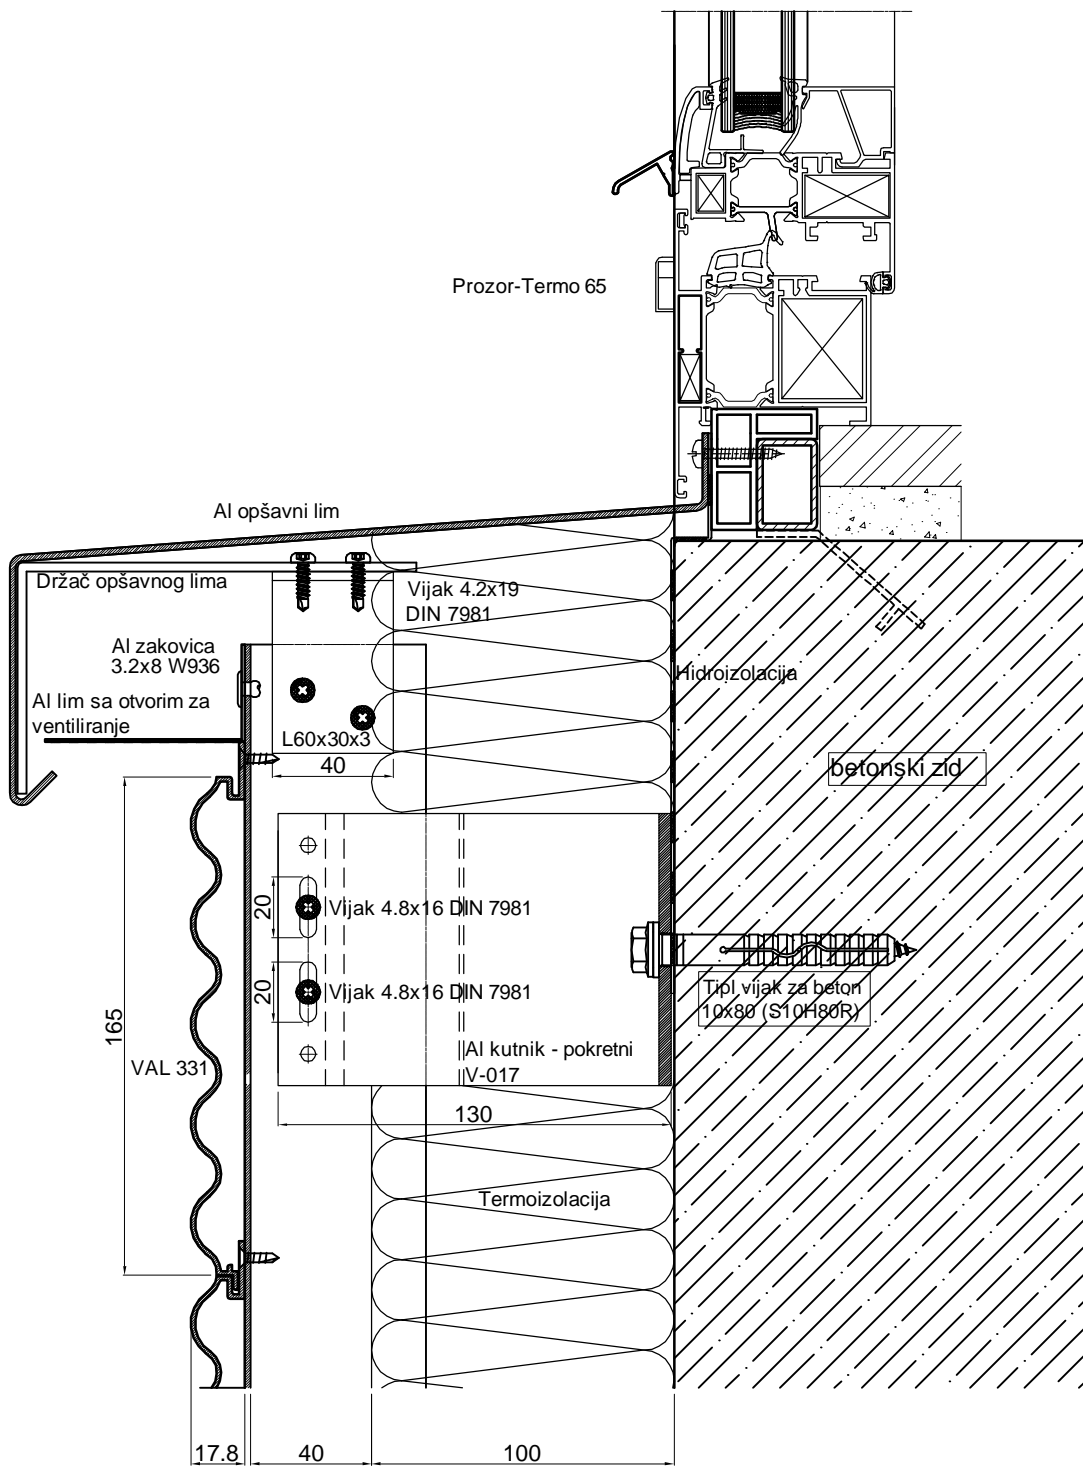 Prozor-Termo 65
Al opšavni lim
Držač opšavnog lima
Vijak 4.2x19
DIN 7981
Al zakovica
3.2x8 W936
Al lim sa otvorim za
ventiliranje
Hidroizolacija
L60x30x3
40
betonski zid
20
Vijak 4.8x16 DIN 7981
20
Vijak 4.8x16 DIN 7981
Tipl vijak za beton
10x80 (S10H80R)
165
VAL 331
Al kutnik - pokretni
V-017
130
Termoizolacija
17.8
40
100